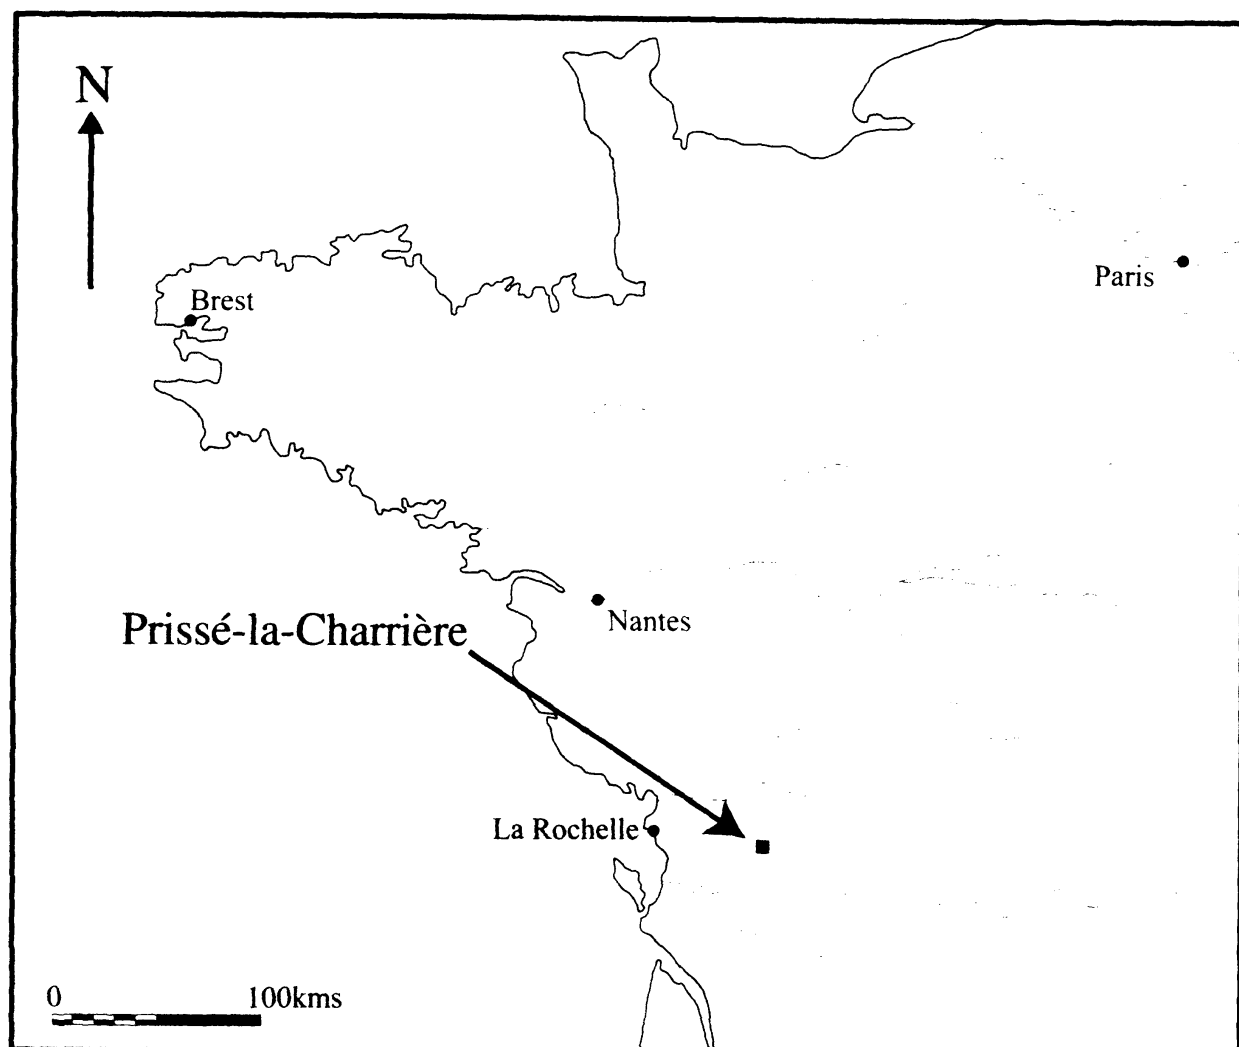 N
Brest
Paris
Nantes
Prissé-la-Charrière
La Rochelle
0 100kms